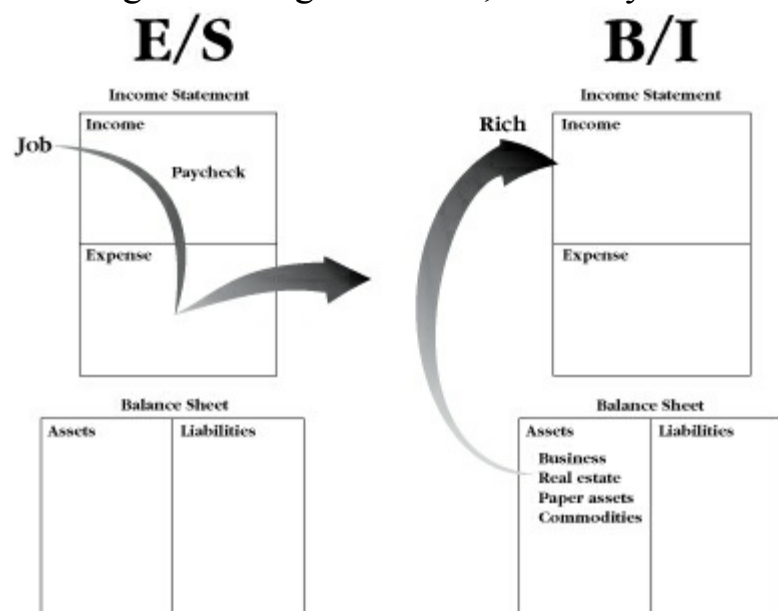 E/S
Income Statement
Income
Job
Paycheck
Expense
Balance Sheet
Assets
Liabilities
B/I
Income Statement
Rich
Income
Expense
Balance Sheet
Assets
Liabilities
Business
Real estate
Paper assets
Commodities